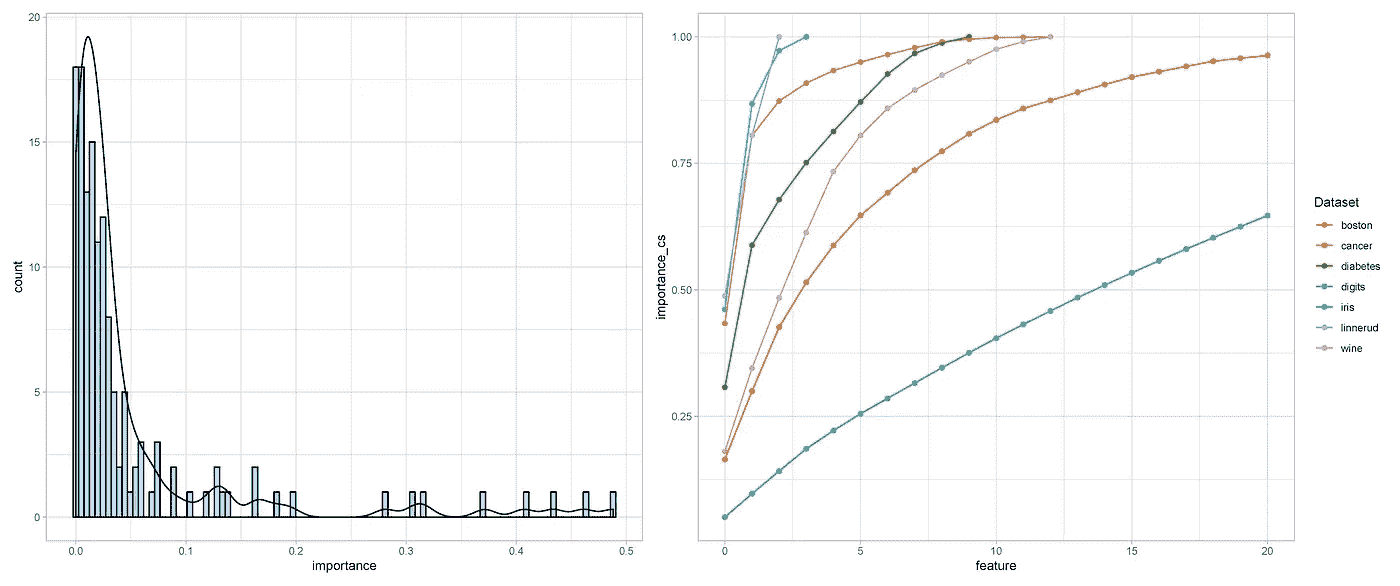 20
15
10
5
0
count
0.0 0.1 0.2 0.3 0.4 0.5
importance
1.00
0.75
0.50
0.25
importance_cs
0 5 10 15 20
feature
Dataset
boston
cancer
diabetes
digits
iris
linnerud
wine